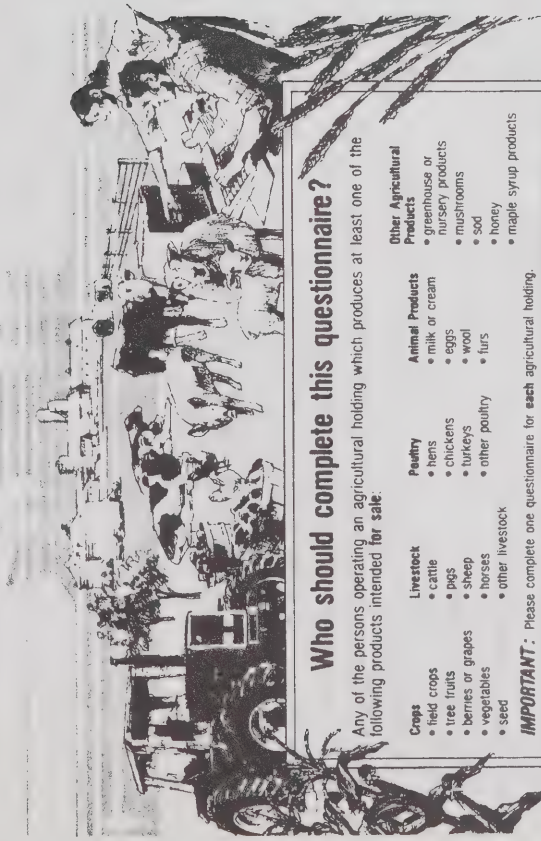 Who should complete this questionnaire?
Any of the persons operating an agricultural holding which produces at least one of the
following products intended for sale:
Crops
• field crops
• tree fruits
• berries or grapes
• vegetables
• seed
Livestock
• cattle
• pigs
• sheep
• horses
• other livestock
Poultry
• hens
• chickens
• turkeys
• other poultry
Animal Products
• milk or cream
• eggs
• wool
• furs
Other Agricultural
Products
• greenhouse or
nursery products
• mushrooms
• sod
• honey
• maple syrup products
IMPORTANT: Please complete one questionnaire for each agricultural holding.